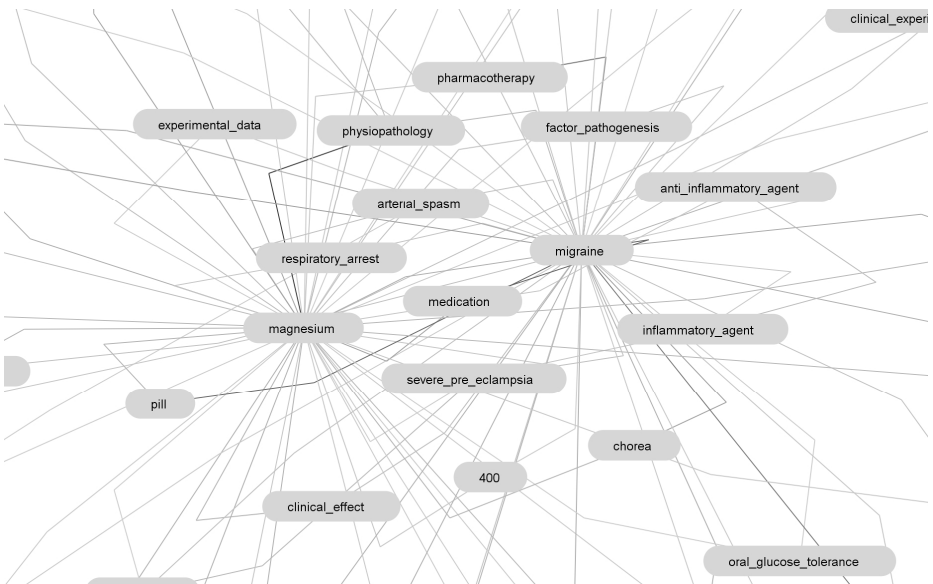 clinical_experi
pharmacotherapy
experimental_data
physiopathology
factor_pathogenesis
anti_inflammatory_agent
arterial_spasm
migraine
respiratory_arrest
medication
magnesium
inflammatory_agent
severe_pre_eclampsia
pill
chorea
400
clinical_effect
oral_glucose_tolerance